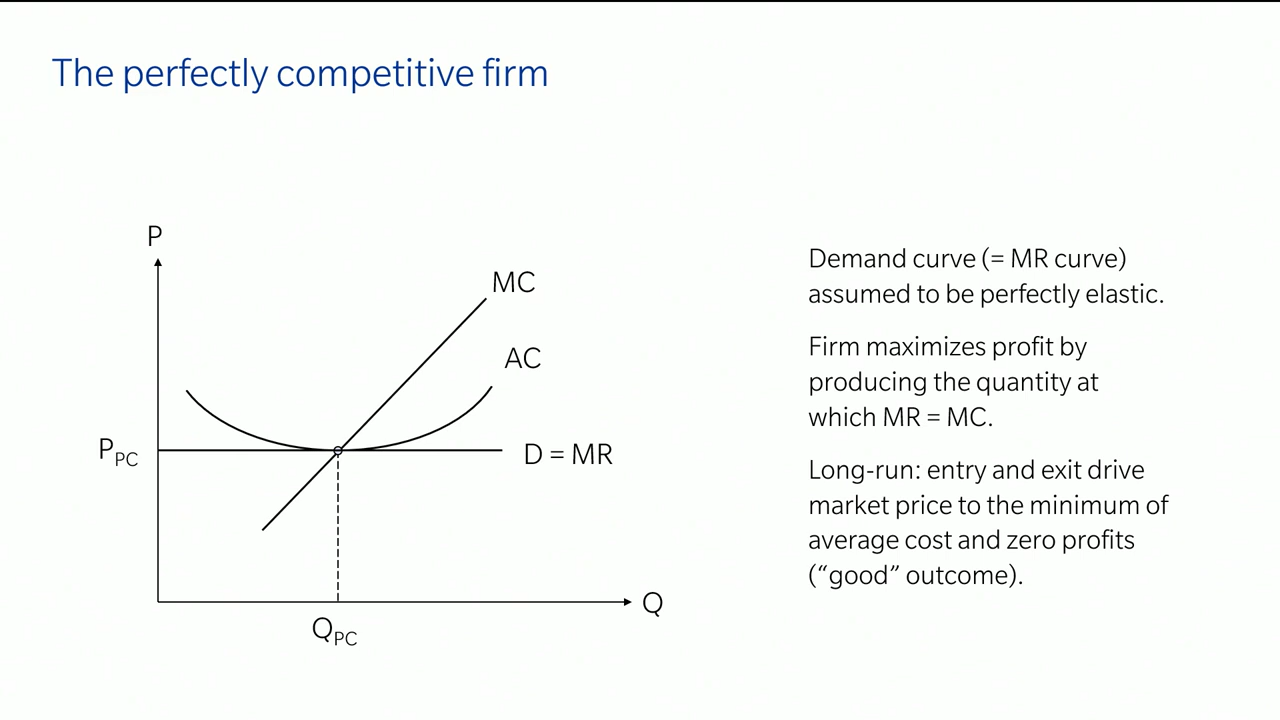 The perfectly competitive firm
P
MC
AC
P_PC
D = MR
Q
Q_PC
Demand curve (= MR curve)
assumed to be perfectly elastic.
Firm maximizes profit by
producing the quantity at
which MR = MC.
Long-run: entry and exit drive
market price to the minimum of
average cost and zero profits
(“good” outcome).